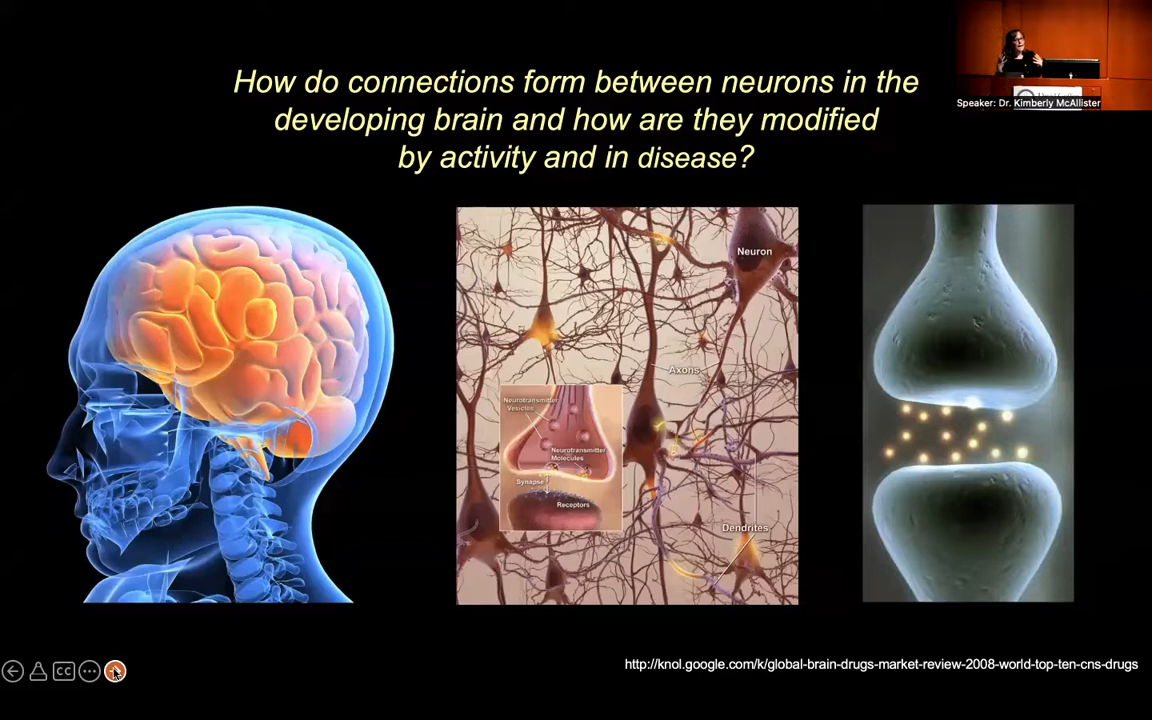 How do connections form between neurons in the
developing brain and how are they modified
by activity and in disease?
Speaker: Dr. Kimberly McAllister
Neuron
Axons
Neurotransmitter
Vesicles
Neurotransmitter
Molecules
Synapse
Receptors
Dendrites
CC
http://knol.google.com/k/global-brain-drugs-market-review-2008-world-top-ten-cns-drugs